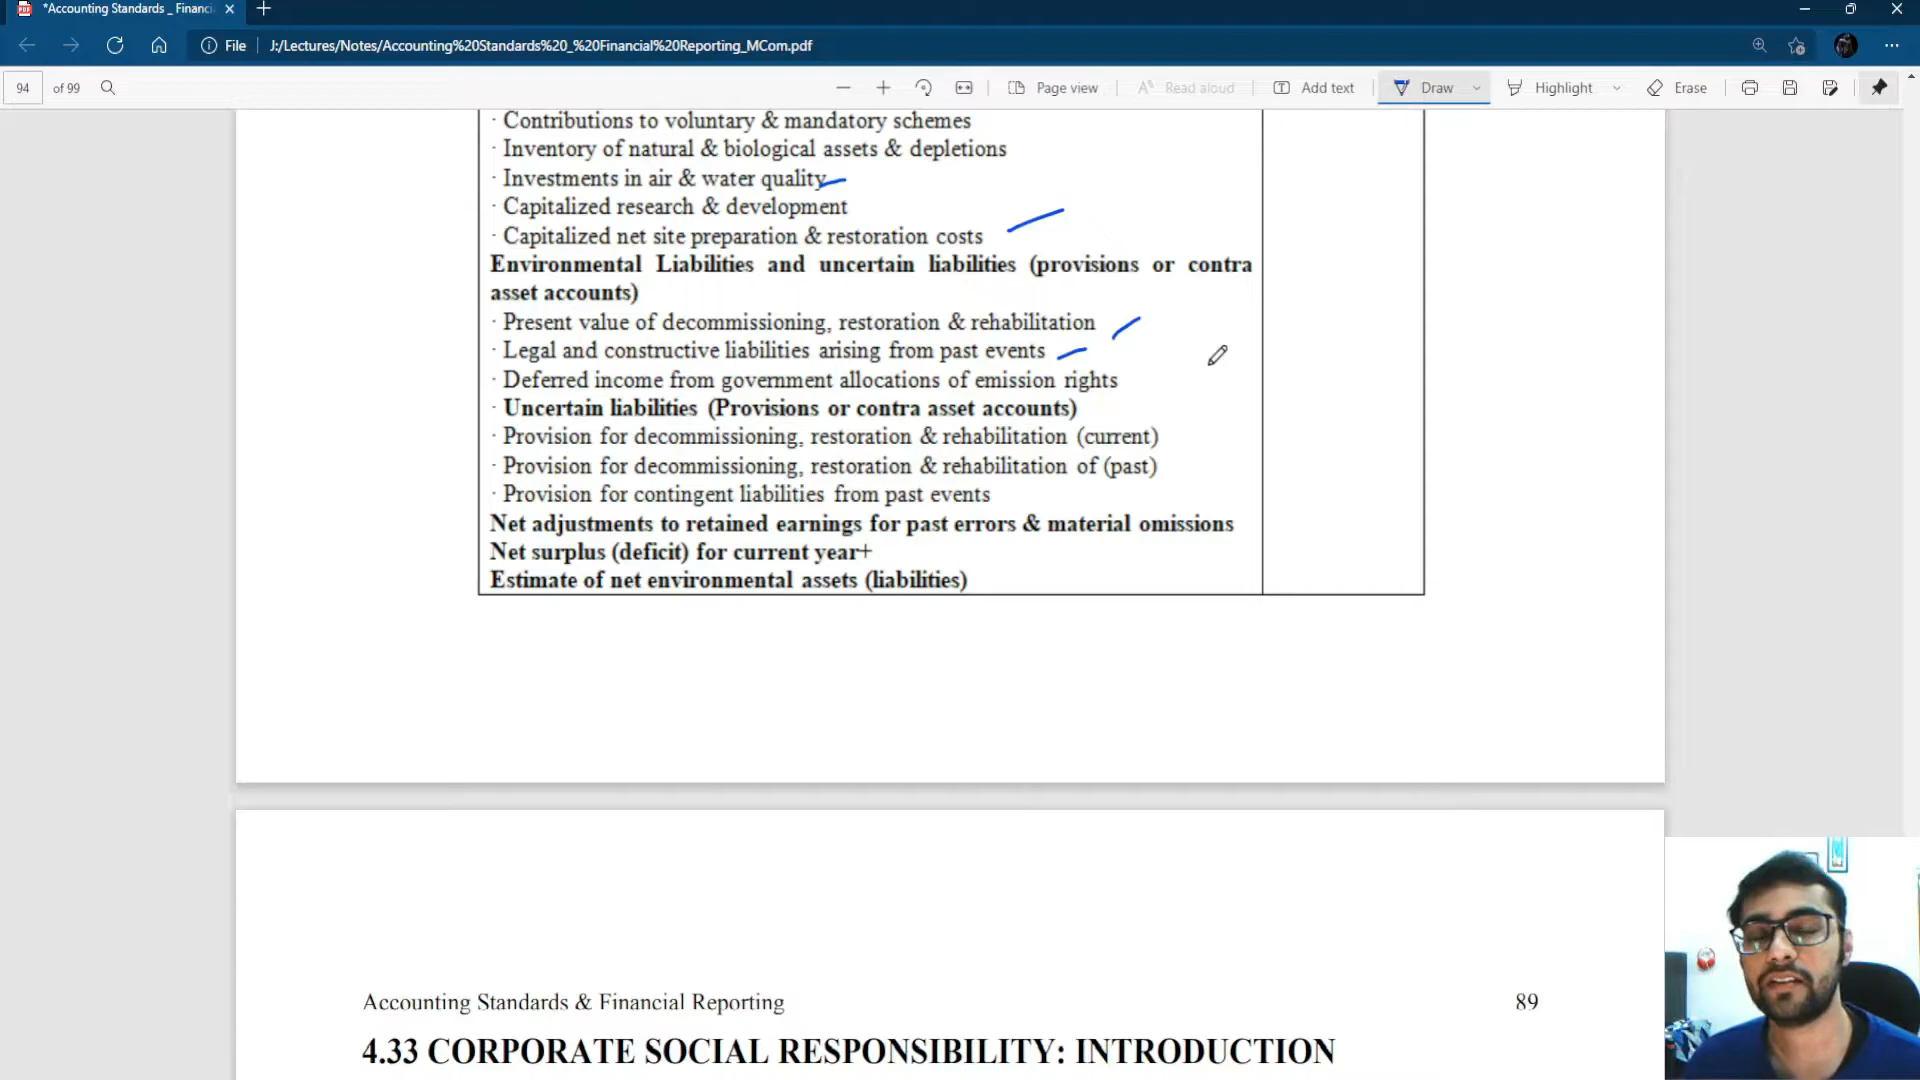 *Accounting Standards _ Financi
File
J:/Lectures/Notes/Accounting%20Standards%20_%20Financial%20Reporting_MCom.pdf
94 of 99
Page view
Read aloud
Add text
Draw
Highlight
Erase
· Contributions to voluntary & mandatory schemes
· Inventory of natural & biological assets & depletions
· Investments in air & water quality
· Capitalized research & development
· Capitalized net site preparation & restoration costs
Environmental Liabilities and uncertain liabilities (provisions or contra
asset accounts)
· Present value of decommissioning, restoration & rehabilitation
· Legal and constructive liabilities arising from past events
· Deferred income from government allocations of emission rights
· Uncertain liabilities (Provisions or contra asset accounts)
· Provision for decommissioning, restoration & rehabilitation (current)
· Provision for decommissioning, restoration & rehabilitation of (past)
· Provision for contingent liabilities from past events
Net adjustments to retained earnings for past errors & material omissions
Net surplus (deficit) for current year+
Estimate of net environmental assets (liabilities)
Accounting Standards & Financial Reporting 89
4.33 CORPORATE SOCIAL RESPONSIBILITY: INTRODUCTION